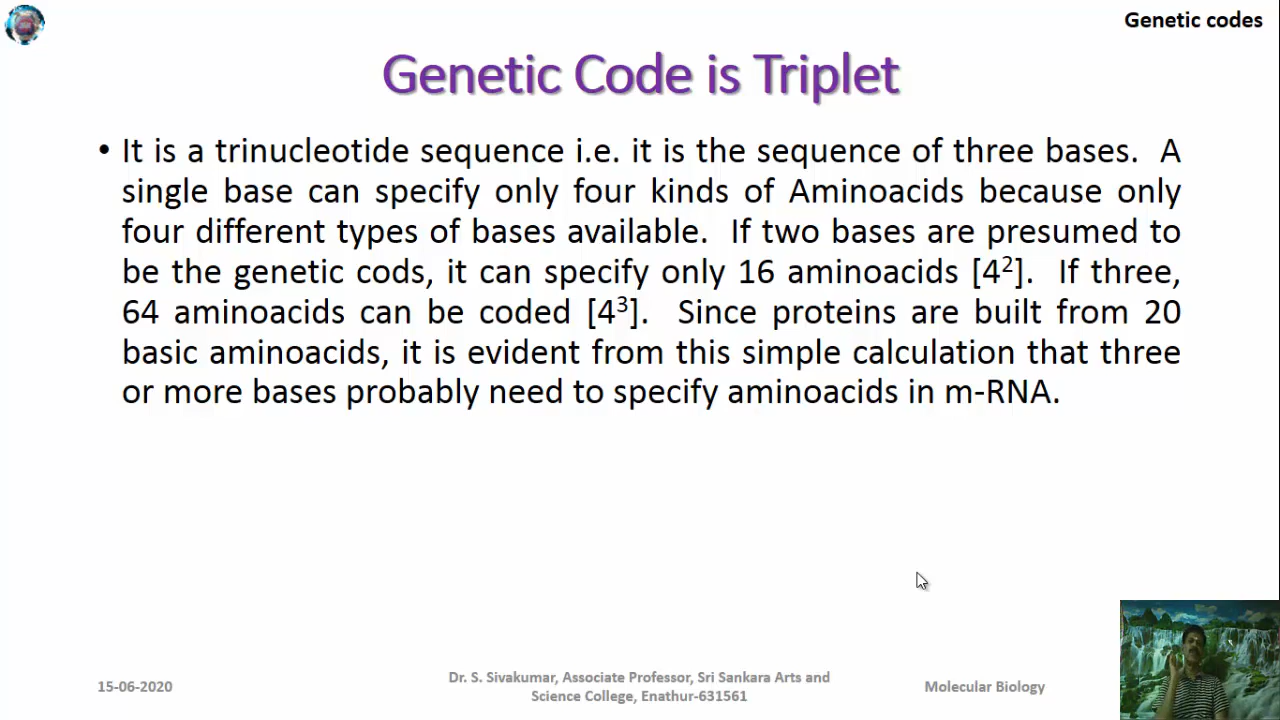 Genetic codes
Genetic Code is Triplet
• It is a trinucleotide sequence i.e. it is the sequence of three bases. A
single base can specify only four kinds of Aminoacids because only
four different types of bases available. If two bases are presumed to
be the genetic cods, it can specify only 16 aminoacids [4²]. If three,
64 aminoacids can be coded [4³]. Since proteins are built from 20
basic aminoacids, it is evident from this simple calculation that three
or more bases probably need to specify aminoacids in m-RNA.
15-06-2020
Dr. S. Sivakumar, Associate Professor, Sri Sankara Arts and
Science College, Enathur-631561
Molecular Biology